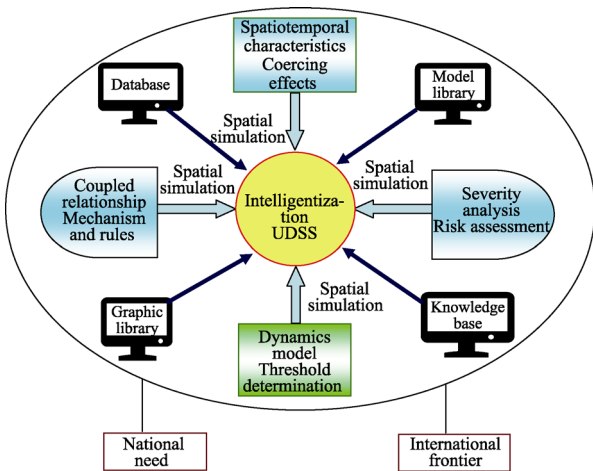 Spatiotemporal
characteristics
Coercing
effects
Database
Model
library
Spatial
simulation
Spatial
simulation
Spatial
simulation
Coupled
relationship
Mechanism
and rules
Intelligentiza-
tion
UDSS
Severity
analysis
Risk assessment
Spatial
simulation
Graphic
library
Knowledge
base
Dynamics
model
Threshold
determination
National
need
International
frontier